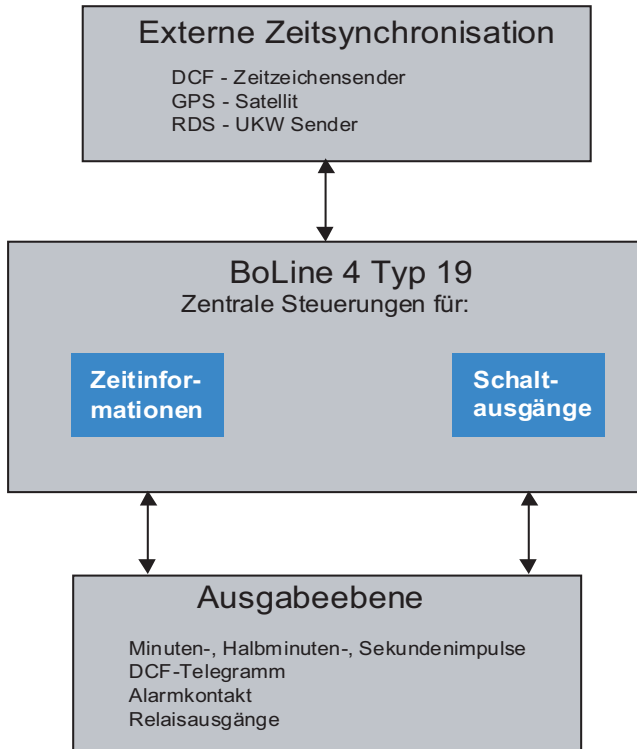 Externe Zeitsynchronisation
DCF - Zeitzeichensender
GPS - Satellit
RDS - UKW Sender
BoLine 4 Typ 19
Zentrale Steuerungen für:
Zeitinfor-
mationen
Schalt-
ausgänge
Ausgabeebene
Minuten-, Halbminuten-, Sekundenimpulse
DCF-Telegramm
Alarmkontakt
Relaisausgänge